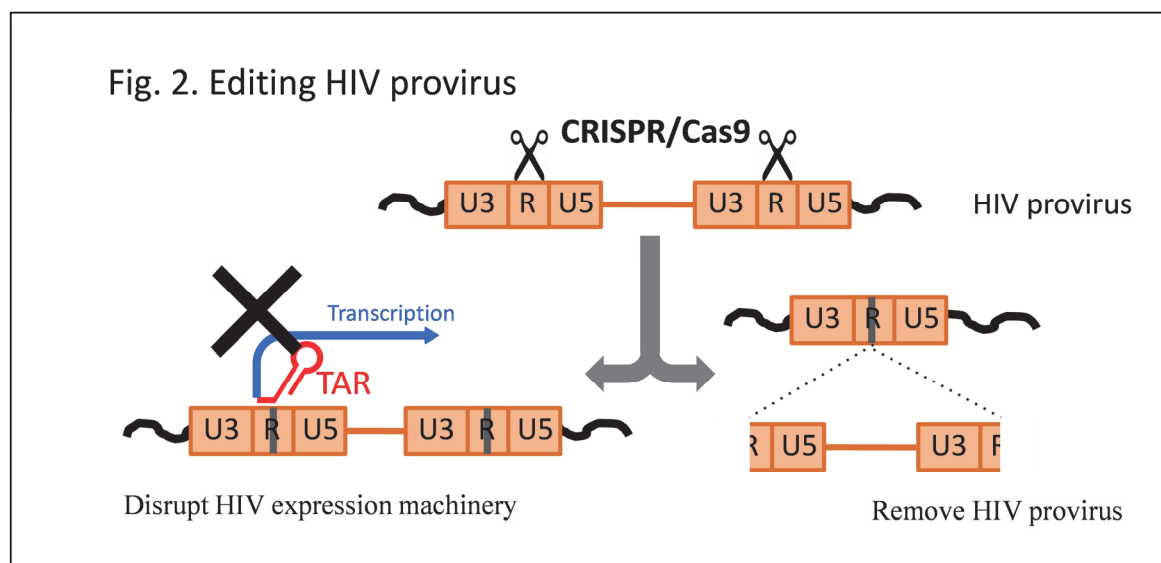 Fig. 2. Editing HIV provirus
CRISPR/Cas9
U3 R U5 U3 R U5 HIV provirus
Transcription
TAR
U3 R U5
U3 R U5 U3 R U5
R U5 U3 R
Disrupt HIV expression machinery
Remove HIV provirus